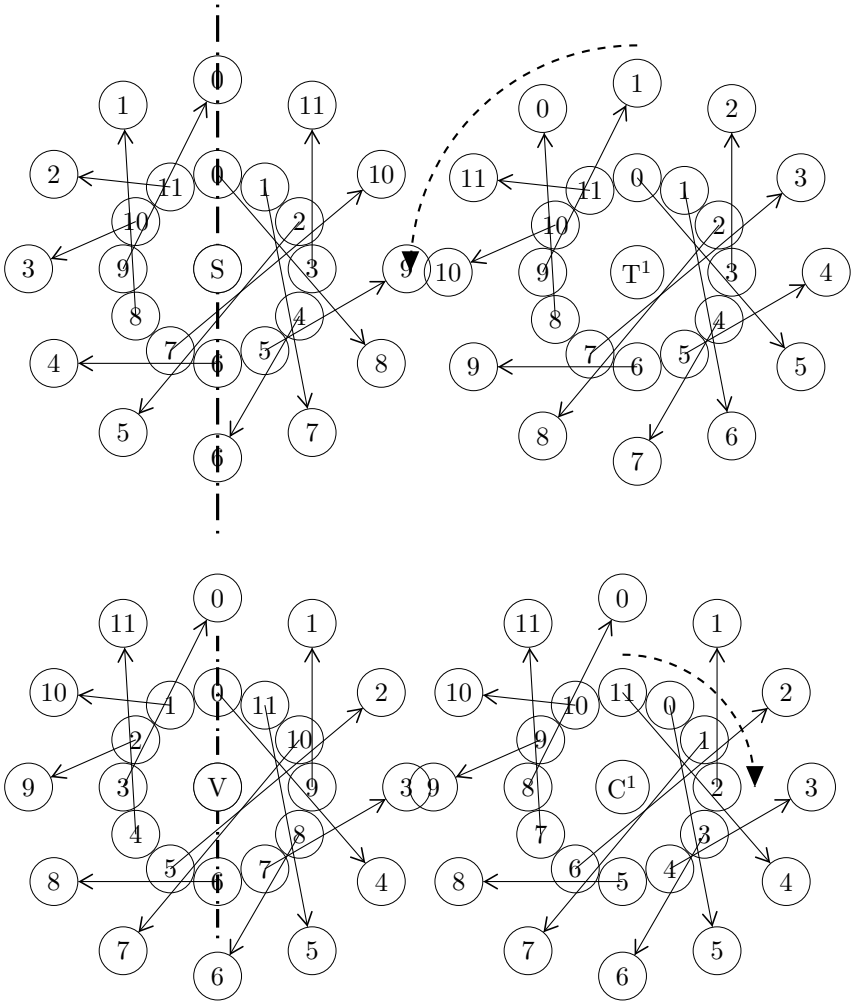 0
1 11
2 11 0 1 10
10 2
3 9 S 3 9
8 4
4 7 6 5 8
5 7
6
1
0 2
11 11 0 1 3
10 2
10 9 T¹ 3 4
8 4
9 7 6 5 5
8 6
7
0
11 1
10 1 0 11 2
2 10
9 3 V 9 3
4 8
8 5 6 7 4
7 5
6
0
11 1
10 10 11 0 2
9 1
9 8 C¹ 2 3
7 3
8 6 5 4 4
7 5
6